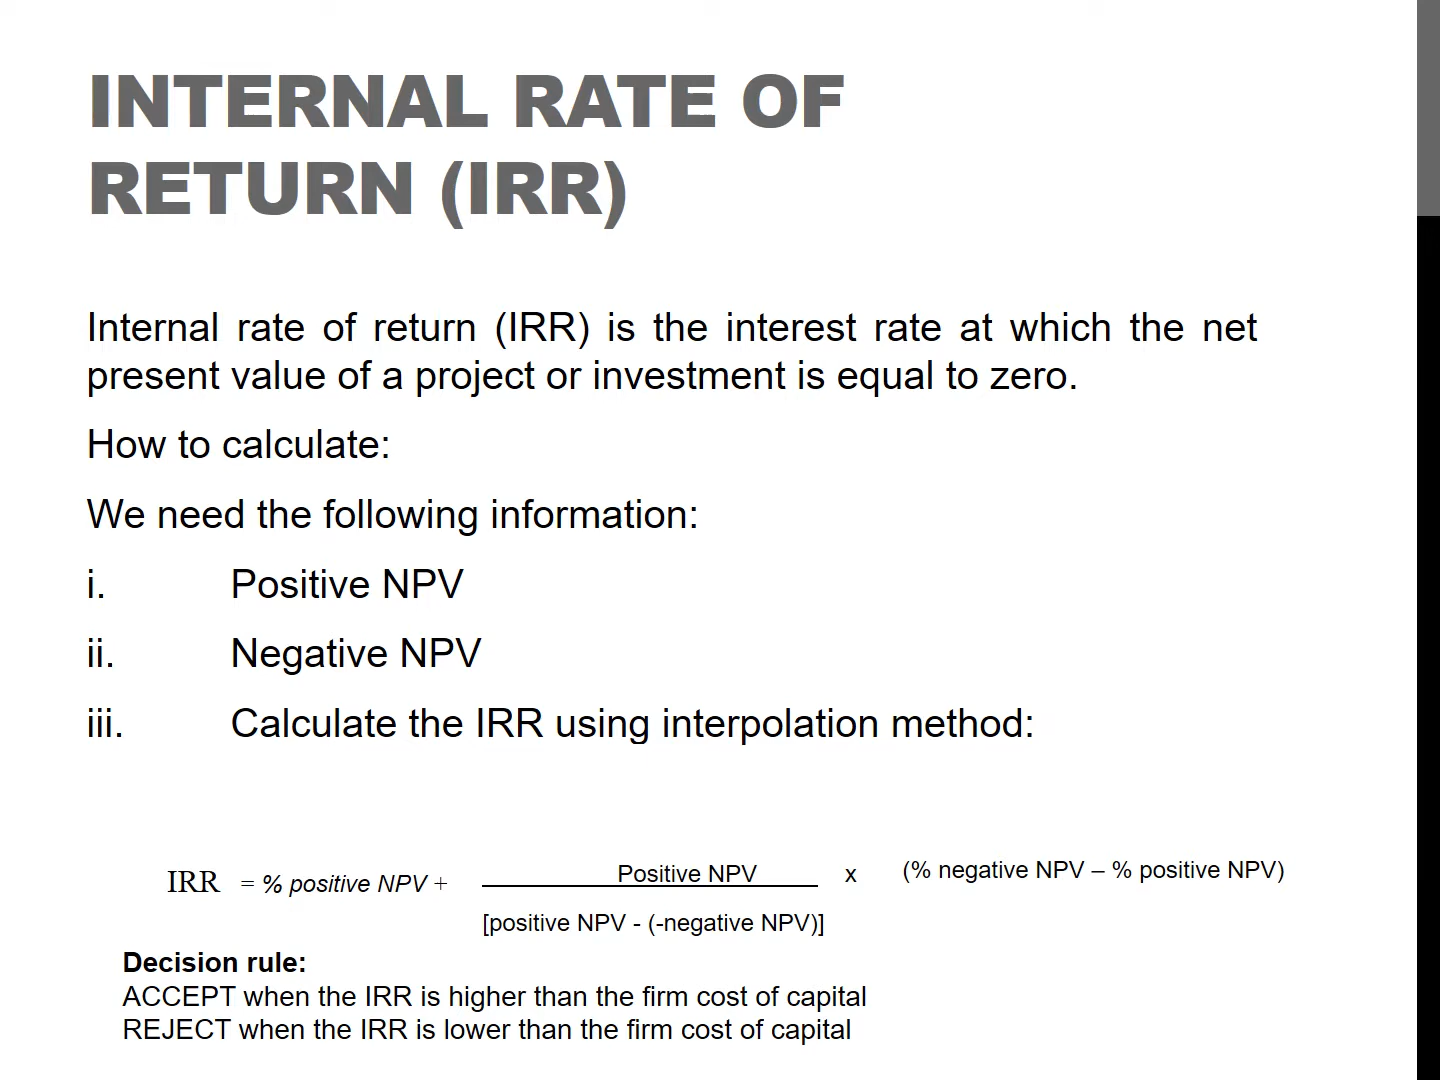 INTERNAL RATE OF
RETURN (IRR)
Internal rate of return (IRR) is the interest rate at which the net
present value of a project or investment is equal to zero.
How to calculate:
We need the following information:
i. Positive NPV
ii. Negative NPV
iii. Calculate the IRR using interpolation method:
IRR = % positive NPV + Positive NPV x (% negative NPV – % positive NPV)
[positive NPV - (-negative NPV)]
Decision rule:
ACCEPT when the IRR is higher than the firm cost of capital
REJECT when the IRR is lower than the firm cost of capital